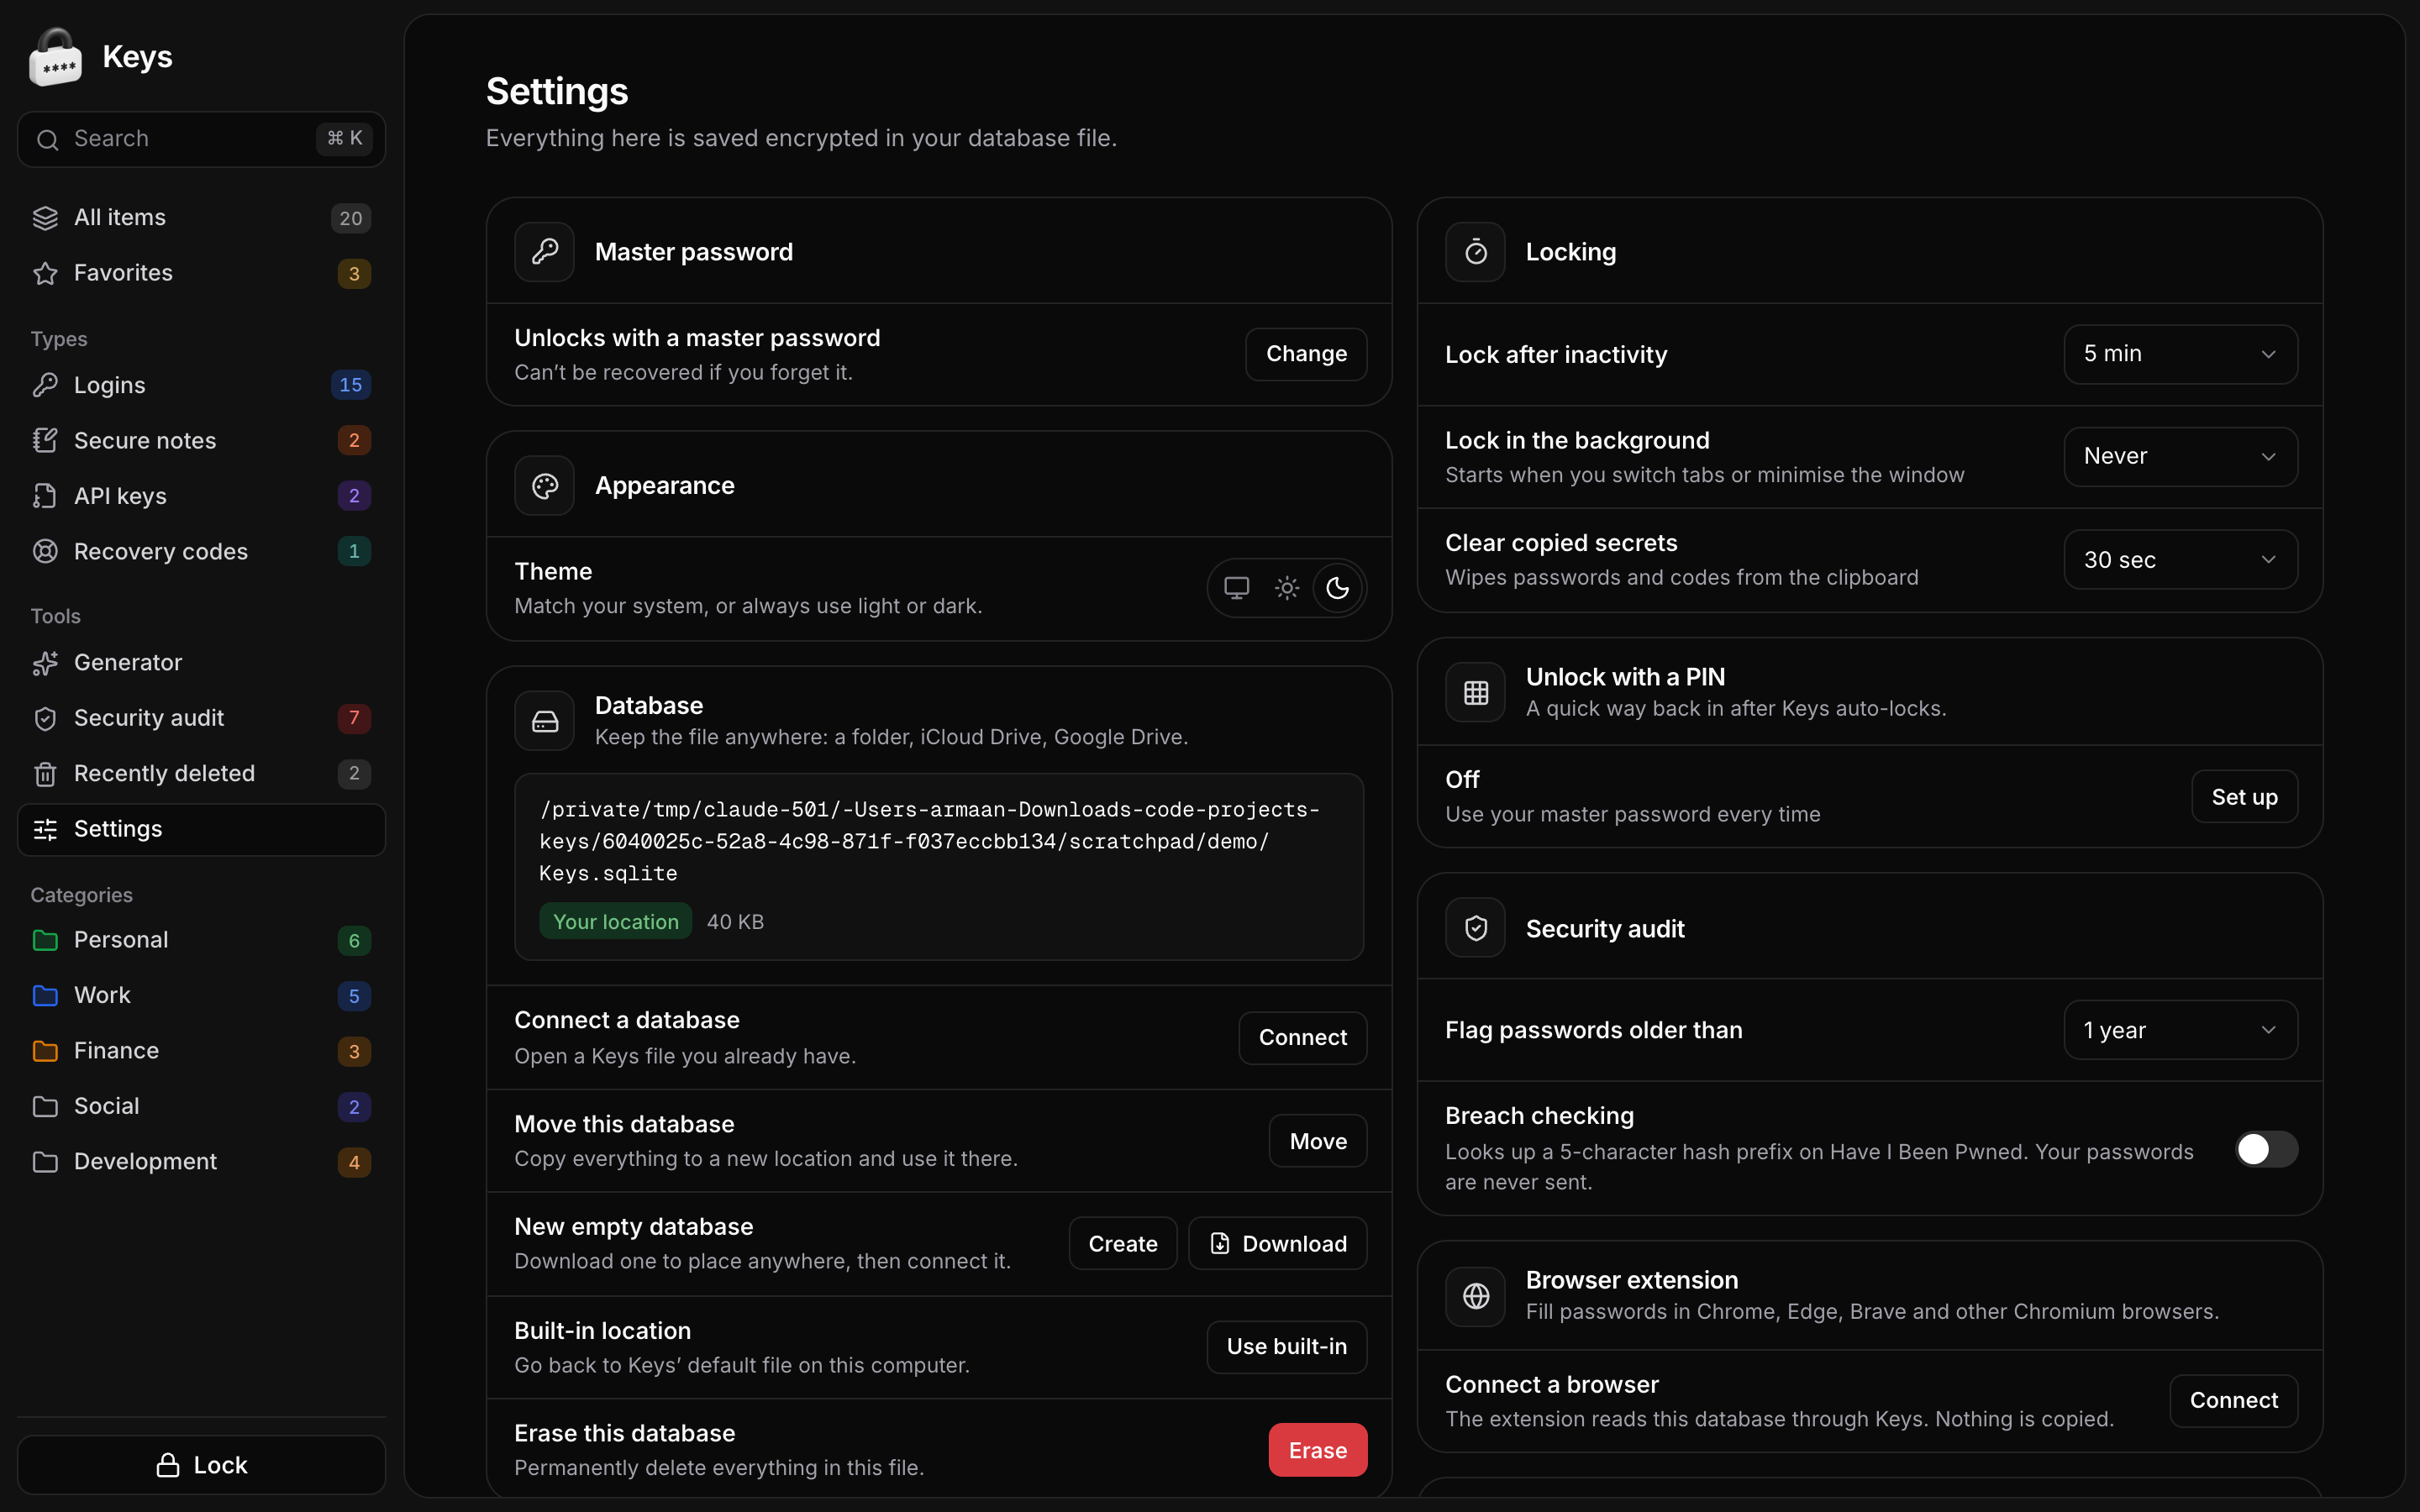 Keys
Search
⌘ K
All items
20
Favorites
3
Types
Logins
15
Secure notes
2
API keys
2
Recovery codes
1
Tools
Generator
Security audit
7
Recently deleted
2
Settings
Categories
Personal
6
Work
5
Finance
3
Social
2
Development
4
Lock
Settings
Everything here is saved encrypted in your database file.
Master password
Unlocks with a master password
Can’t be recovered if you forget it.
Change
Appearance
Theme
Match your system, or always use light or dark.
Database
Keep the file anywhere: a folder, iCloud Drive, Google Drive.
/private/tmp/claude-501/-Users-armaan-Downloads-code-projects-
keys/6040025c-52a8-4c98-871f-f037eccbb134/scratchpad/demo/
Keys.sqlite
Your location
40 KB
Connect a database
Open a Keys file you already have.
Connect
Move this database
Copy everything to a new location and use it there.
Move
New empty database
Download one to place anywhere, then connect it.
Create
Download
Built-in location
Go back to Keys’ default file on this computer.
Use built-in
Erase this database
Permanently delete everything in this file.
Erase
Locking
Lock after inactivity
5 min
Lock in the background
Starts when you switch tabs or minimise the window
Never
Clear copied secrets
Wipes passwords and codes from the clipboard
30 sec
Unlock with a PIN
A quick way back in after Keys auto-locks.
Off
Use your master password every time
Set up
Security audit
Flag passwords older than
1 year
Breach checking
Looks up a 5-character hash prefix on Have I Been Pwned. Your passwords
are never sent.
Browser extension
Fill passwords in Chrome, Edge, Brave and other Chromium browsers.
Connect a browser
The extension reads this database through Keys. Nothing is copied.
Connect